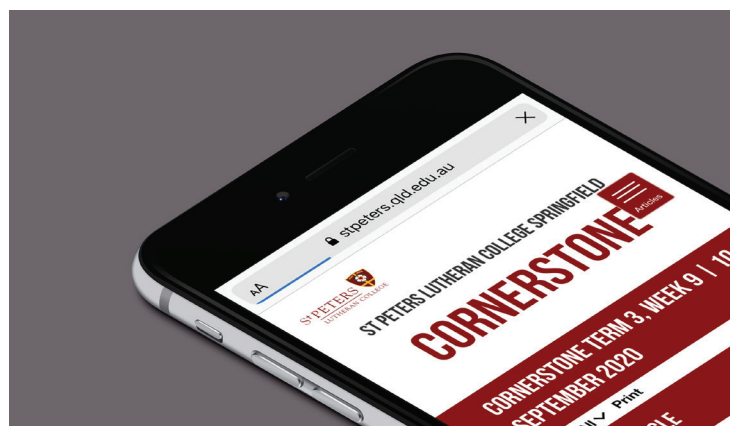 AA stpeters.qld.edu.au
St PETERS
LUTHERAN COLLEGE
ST PETERS LUTHERAN COLLEGE SPRINGFIELD
CORNERSTONE
Articles
CORNERSTONE TERM 3, WEEK 9 | 10
SEPTEMBER 2020
Print